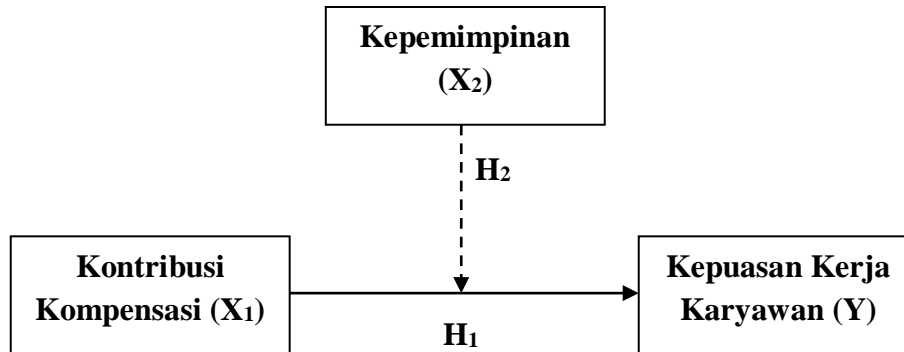 Kepemimpinan
(X₂)
H₂
Kontribusi
Kompensasi (X₁)
H₁
Kepuasan Kerja
Karyawan (Y)